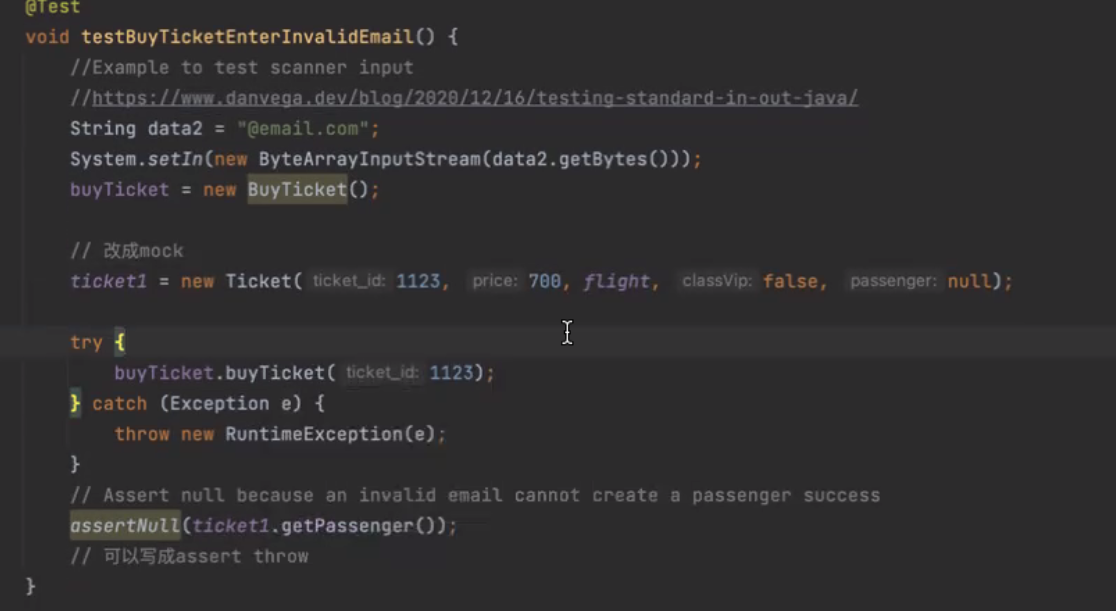 @Test
void testBuyTicketEnterInvalidEmail() {
//Example to test scanner input
//https://www.danvega.dev/blog/2020/12/16/testing-standard-in-out-java/
String data2 = "@email.com";
System.setIn(new ByteArrayInputStream(data2.getBytes()));
buyTicket = new BuyTicket();
// 改成mock
ticket1 = new Ticket( ticket_id: 1123, price: 700, flight, classVip: false, passenger: null);
try {
buyTicket.buyTicket( ticket_id: 1123);
} catch (Exception e) {
throw new RuntimeException(e);
}
// Assert null because an invalid email cannot create a passenger success
assertNull(ticket1.getPassenger());
// 可以写成assert throw
}